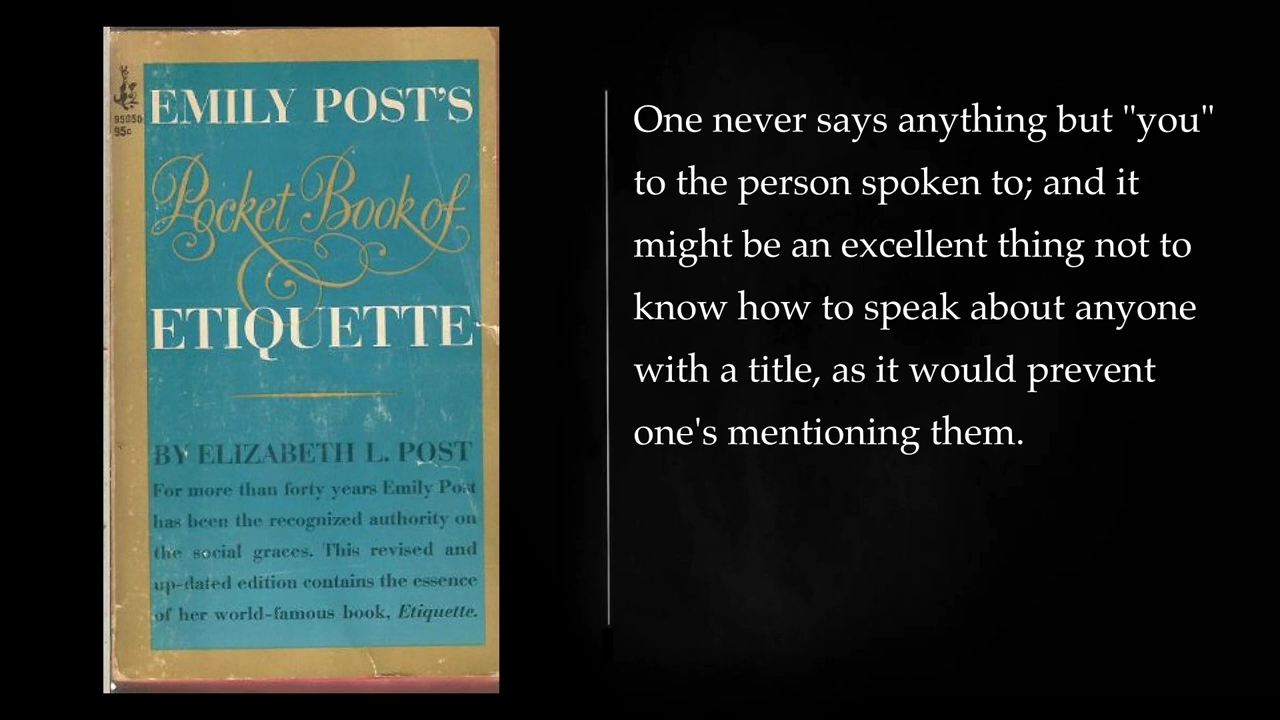 95050
95c
EMILY POST'S
Pocket Book of
ETIQUETTE
BY ELIZABETH L. POST
For more than forty years Emily Post
has been the recognized authority on
the social graces. This revised and
up-dated edition contains the essence
of her world-famous book, Etiquette.
One never says anything but "you"
to the person spoken to; and it
might be an excellent thing not to
know how to speak about anyone
with a title, as it would prevent
one's mentioning them.